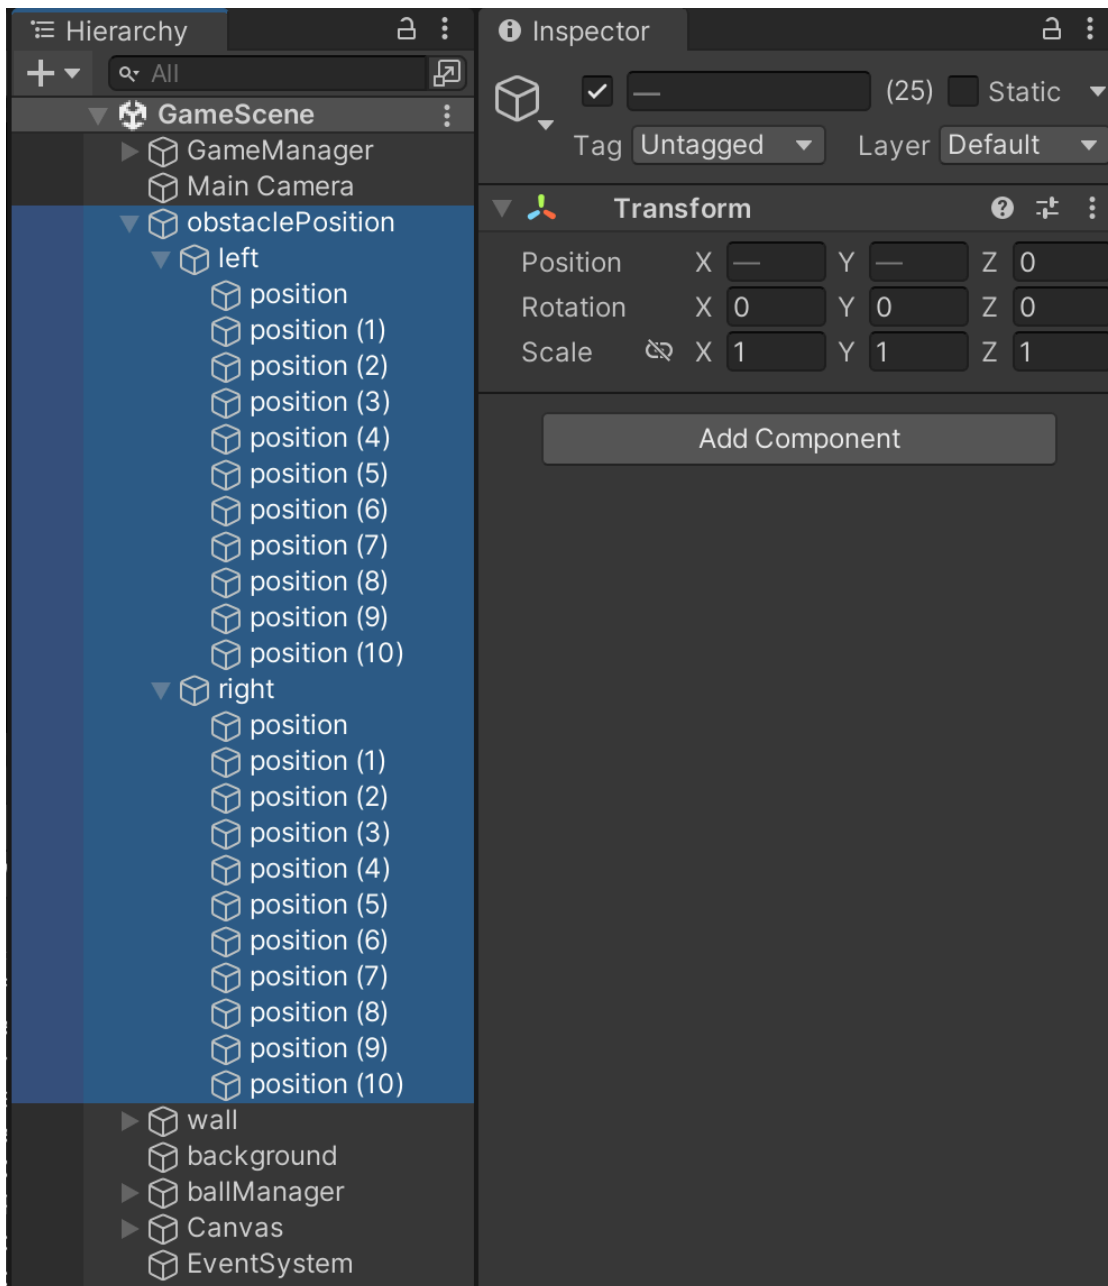 Hierarchy
All
GameScene
GameManager
Main Camera
obstaclePosition
left
position
position (1)
position (2)
position (3)
position (4)
position (5)
position (6)
position (7)
position (8)
position (9)
position (10)
right
position
position (1)
position (2)
position (3)
position (4)
position (5)
position (6)
position (7)
position (8)
position (9)
position (10)
wall
background
ballManager
Canvas
EventSystem
Inspector
— (25) Static
Tag Untagged Layer Default
Transform
Position X — Y — Z 0
Rotation X 0 Y 0 Z 0
Scale X 1 Y 1 Z 1
Add Component